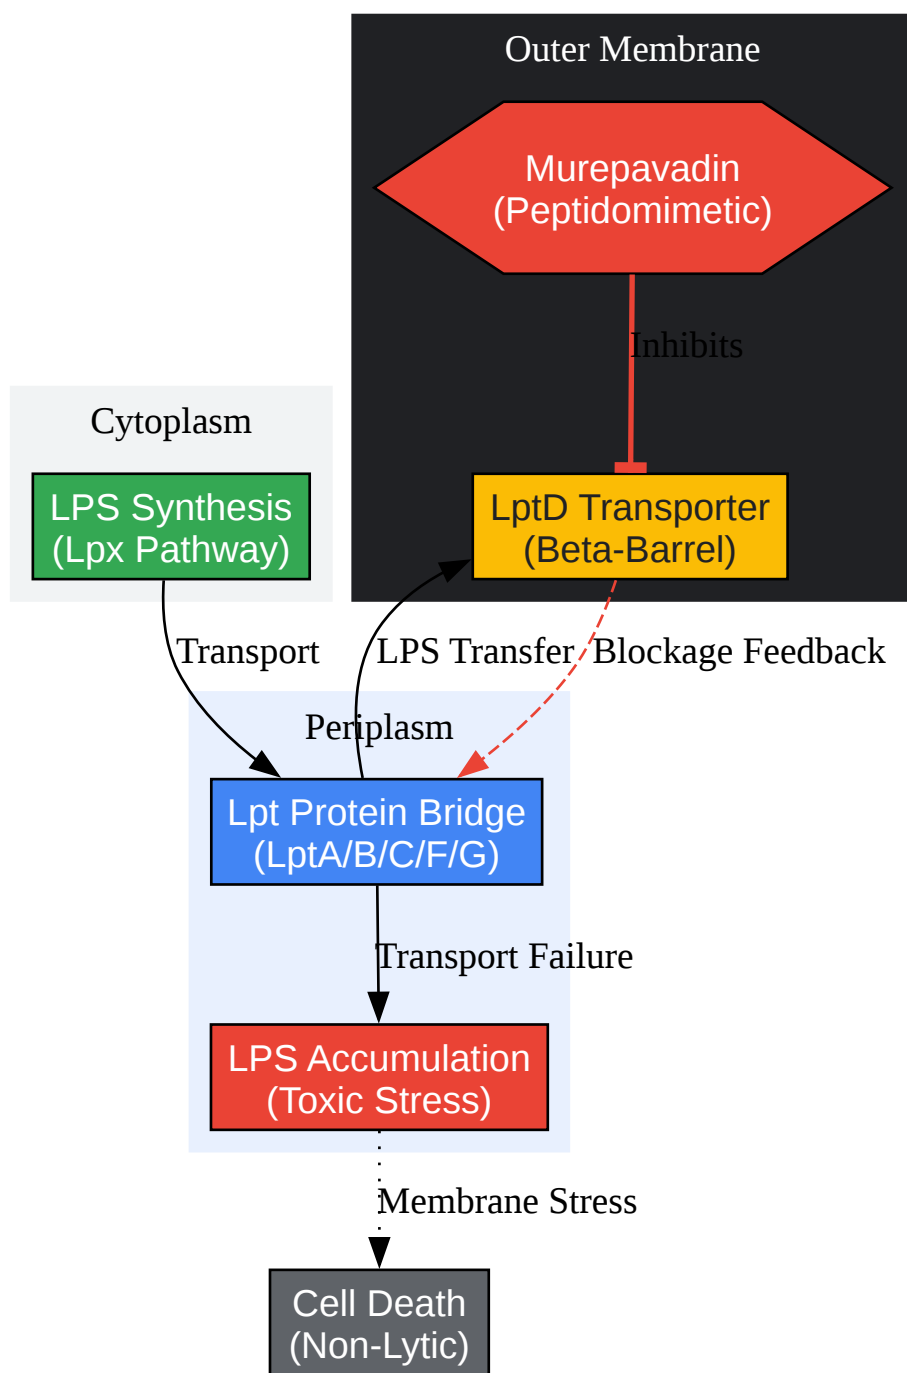 Outer Membrane
Murepavadin
(Peptidomimetic)
Inhibits
Cytoplasm
LPS Synthesis
(Lpx Pathway)
LptD Transporter
(Beta-Barrel)
Transport
LPS Transfer
Blockage Feedback
Periplasm
Lpt Protein Bridge
(LptA/B/C/F/G)
Transport Failure
LPS Accumulation
(Toxic Stress)
Membrane Stress
Cell Death
(Non-Lytic)